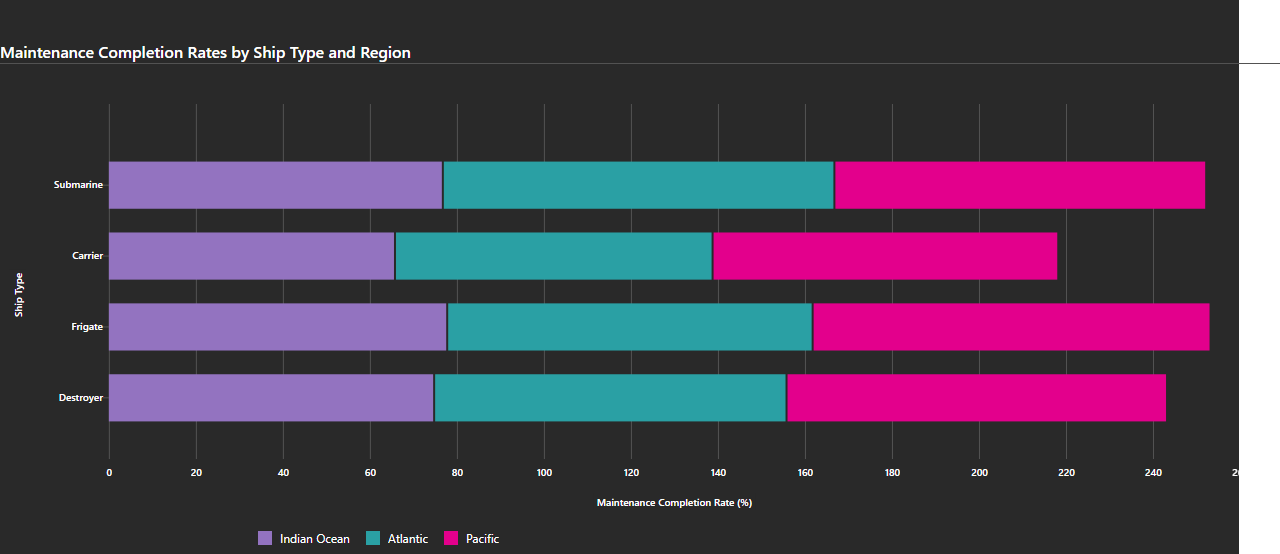 Maintenance Completion Rates by Ship Type and Region
Ship Type
Submarine
Carrier
Frigate
Destroyer
0 20 40 60 80 100 120 140 160 180 200 220 240
Maintenance Completion Rate (%)
Indian Ocean Atlantic Pacific